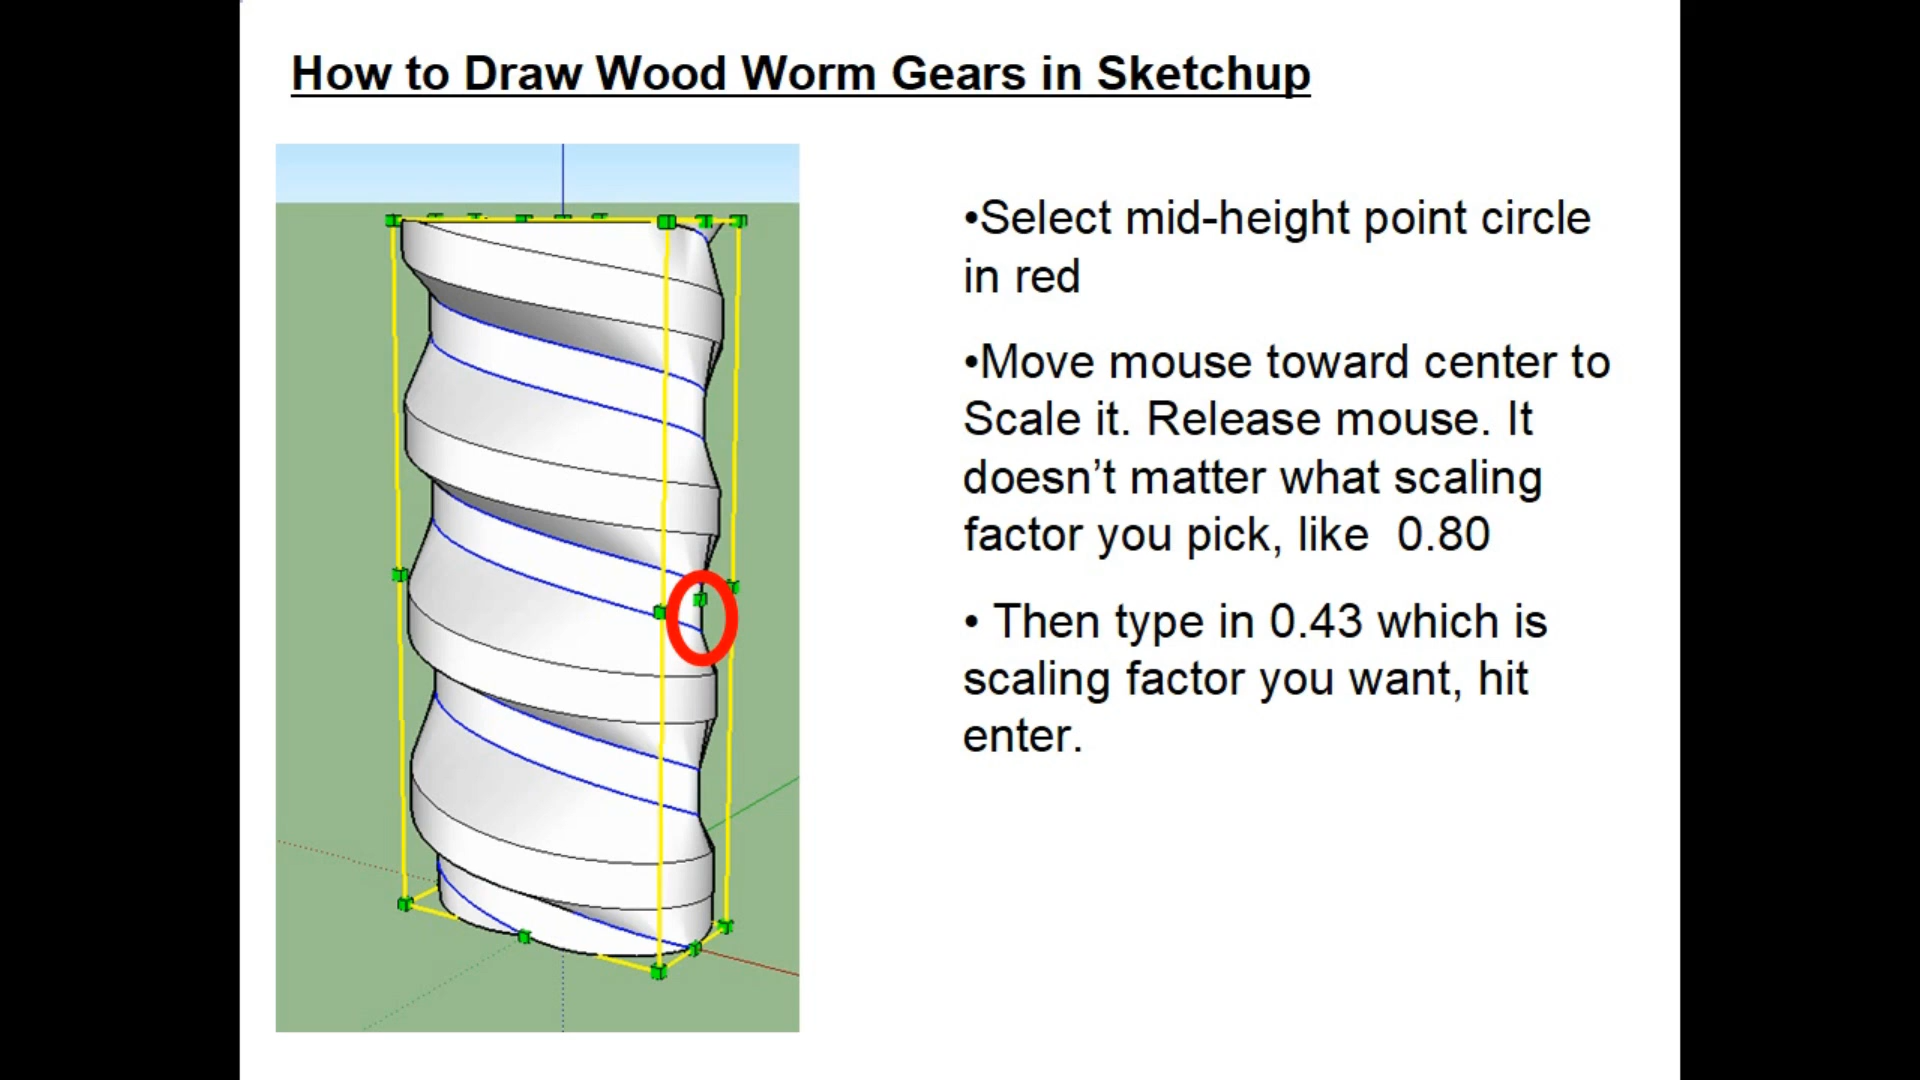 How to Draw Wood Worm Gears in Sketchup
•Select mid-height point circle
in red
•Move mouse toward center to
Scale it. Release mouse. It
doesn’t matter what scaling
factor you pick, like  0.80
• Then type in 0.43 which is
scaling factor you want, hit
enter.